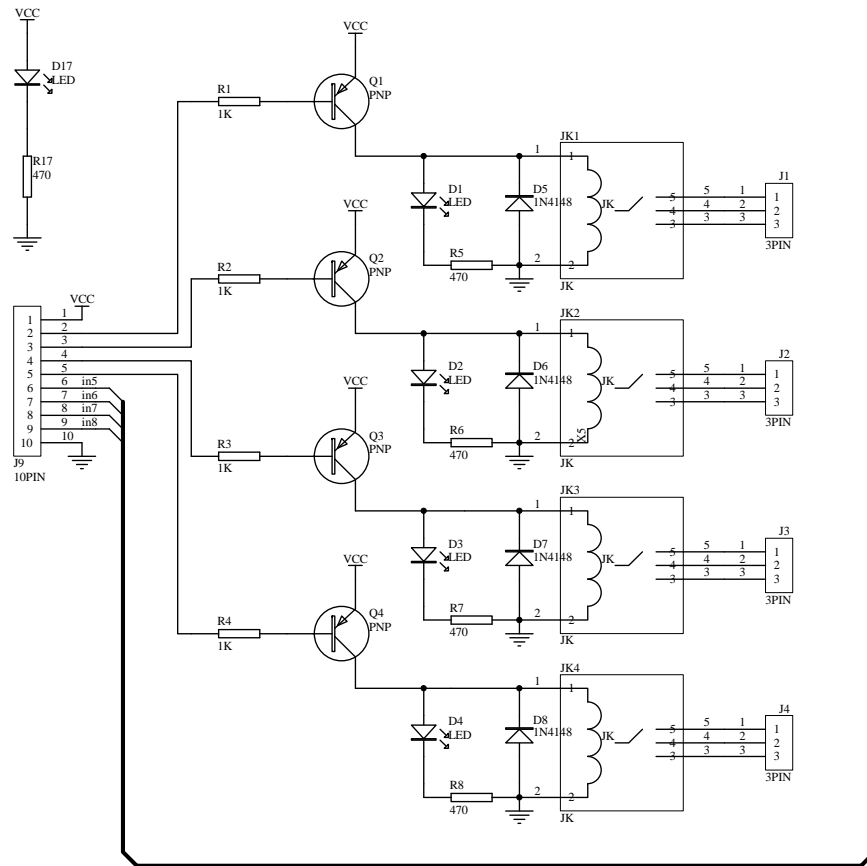 VCC
D17
LED
R17
470
VCC
Q1
PNP
R1
1K
JK1
1 1
D1
LED
D5
1N4148
JK
5 5 1
4 4 2
3 3 3
J1
1
2
3
3PIN
R5
470
2 2
JK
VCC
Q2
PNP
R2
1K
JK2
1 1
D2
LED
D6
1N4148
JK
5 5 1
4 4 2
3 3 3
J2
1
2
3
3PIN
R6
470
2 2
X5
JK
VCC
1 1
2 2
3 3
4 4
5 5
6 6 in5
7 7 in6
8 8 in7
9 9 in8
10 10
J9
10PIN
VCC
Q3
PNP
R3
1K
JK3
1 1
D3
LED
D7
1N4148
JK
5 5 1
4 4 2
3 3 3
J3
1
2
3
3PIN
R7
470
2 2
JK
VCC
Q4
PNP
R4
1K
JK4
1 1
D4
LED
D8
1N4148
JK
5 5 1
4 4 2
3 3 3
J4
1
2
3
3PIN
R8
470
2 2
JK